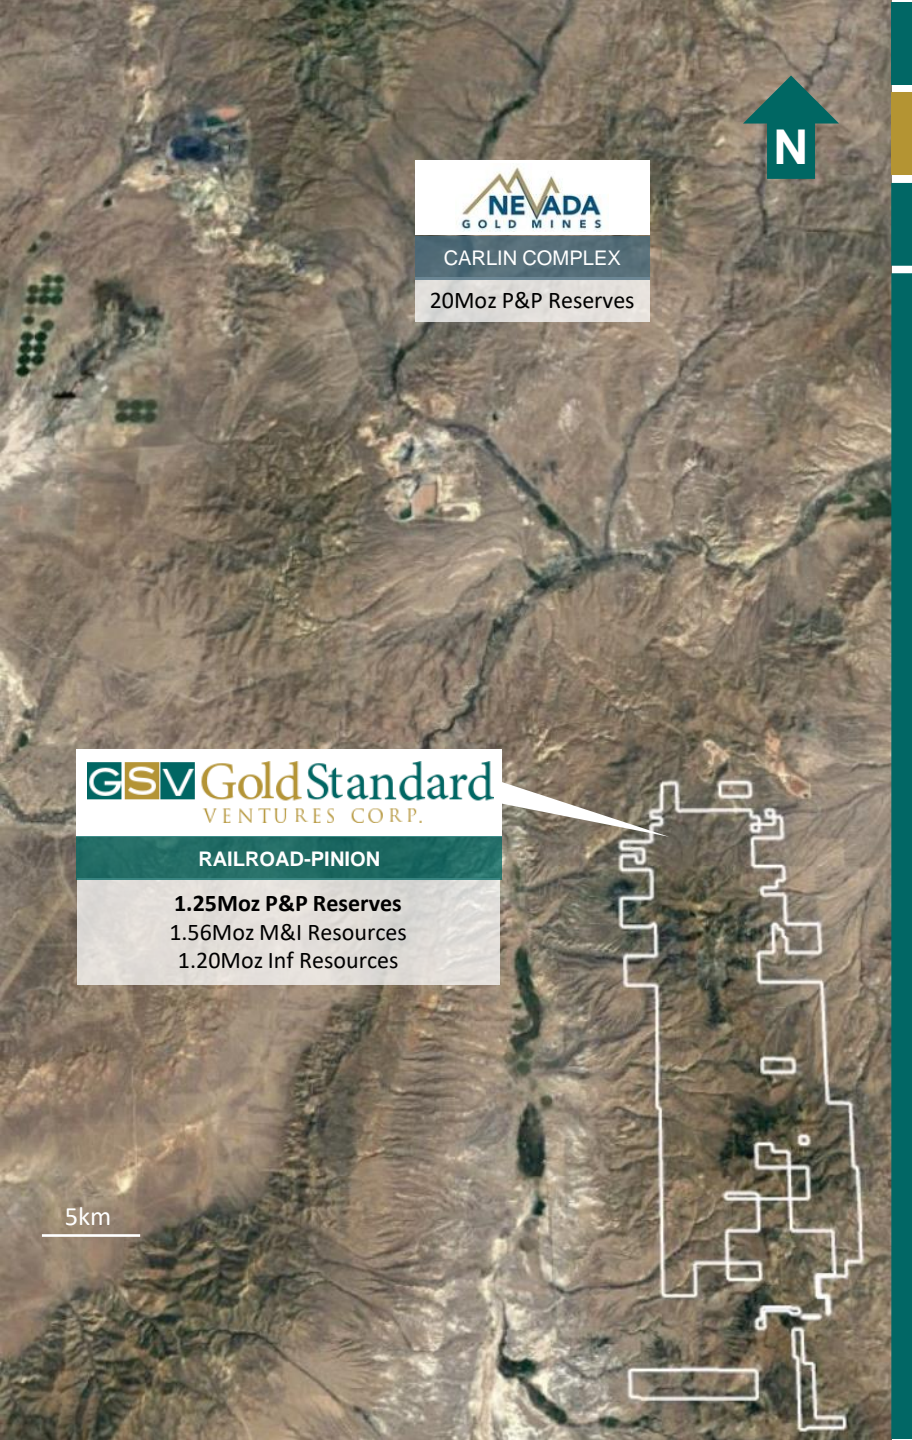 N
NEVADA
GOLD MINES
CARLIN COMPLEX
20Moz P&P Reserves
GSV Gold Standard
VENTURES CORP.
RAILROAD-PINION
1.25Moz P&P Reserves
1.56Moz M&I Resources
1.20Moz Inf Resources
5km